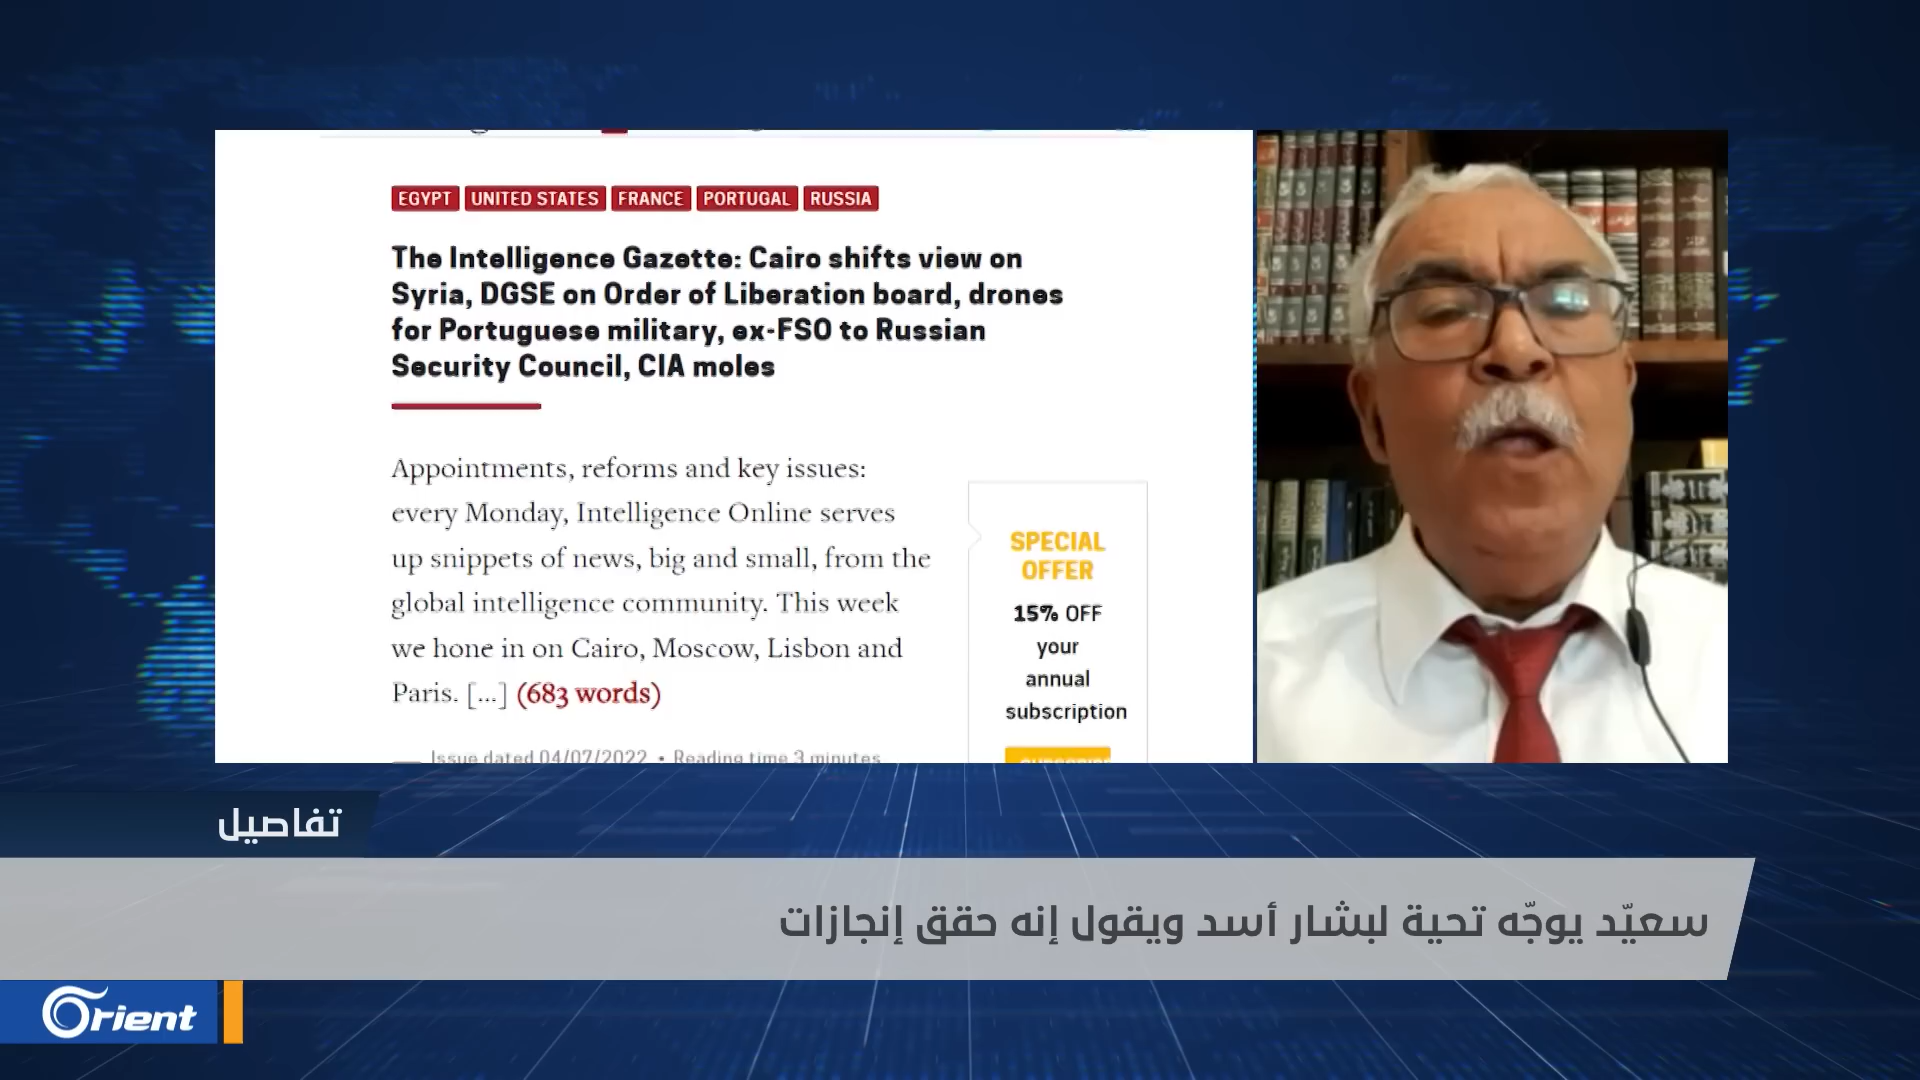 EGYPT UNITED STATES FRANCE PORTUGAL RUSSIA
The Intelligence Gazette: Cairo shifts view on
Syria, DGSE on Order of Liberation board, drones
for Portuguese military, ex-FSO to Russian
Security Council, CIA moles
Appointments, reforms and key issues:
every Monday, Intelligence Online serves
up snippets of news, big and small, from the
global intelligence community. This week
we hone in on Cairo, Moscow, Lisbon and
Paris. [...] (683 words)
Issue dated 04/07/2022 • Reading time 3 minutes
SPECIAL
OFFER
15% OFF
your
annual
subscription
تفاصيل
سعيّد يوجّه تحية لبشار أسد ويقول إنه حقق إنجازات
Orient